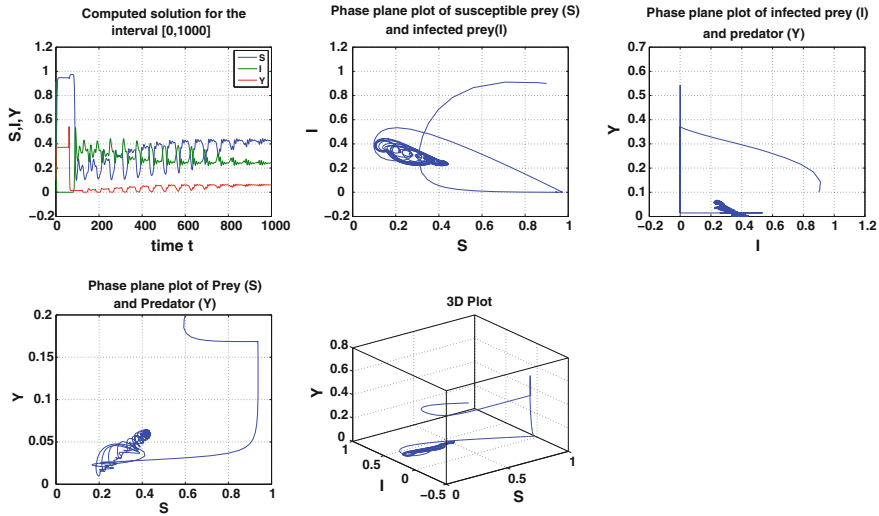 Computed solution for the
interval [0,1000]
1.2
1
0.8
0.6
0.4
0.2
0
−0.2
S,I,Y
S
I
Y
0
200
400
600
800
1000
time t
Phase plane plot of susceptible prey (S)
and infected prey(I)
1.2
1
0.8
0.6
0.4
0.2
0
−0.2
I
0
0.2
0.4
0.6
0.8
1
S
Phase plane plot of infected prey (I)
and predator (Y)
0.7
0.6
0.5
0.4
0.3
0.2
0.1
0
Y
−0.2
0
0.2
0.4
0.6
0.8
1
1.2
I
Phase plane plot of Prey (S)
and Predator (Y)
0.2
0.15
0.1
0.05
0
Y
0
0.2
0.4
0.6
0.8
1
S
3D Plot
0.8
0.6
0.4
0.2
0
Y
1
0.5
0
−0.5
I
0
0.5
1
S